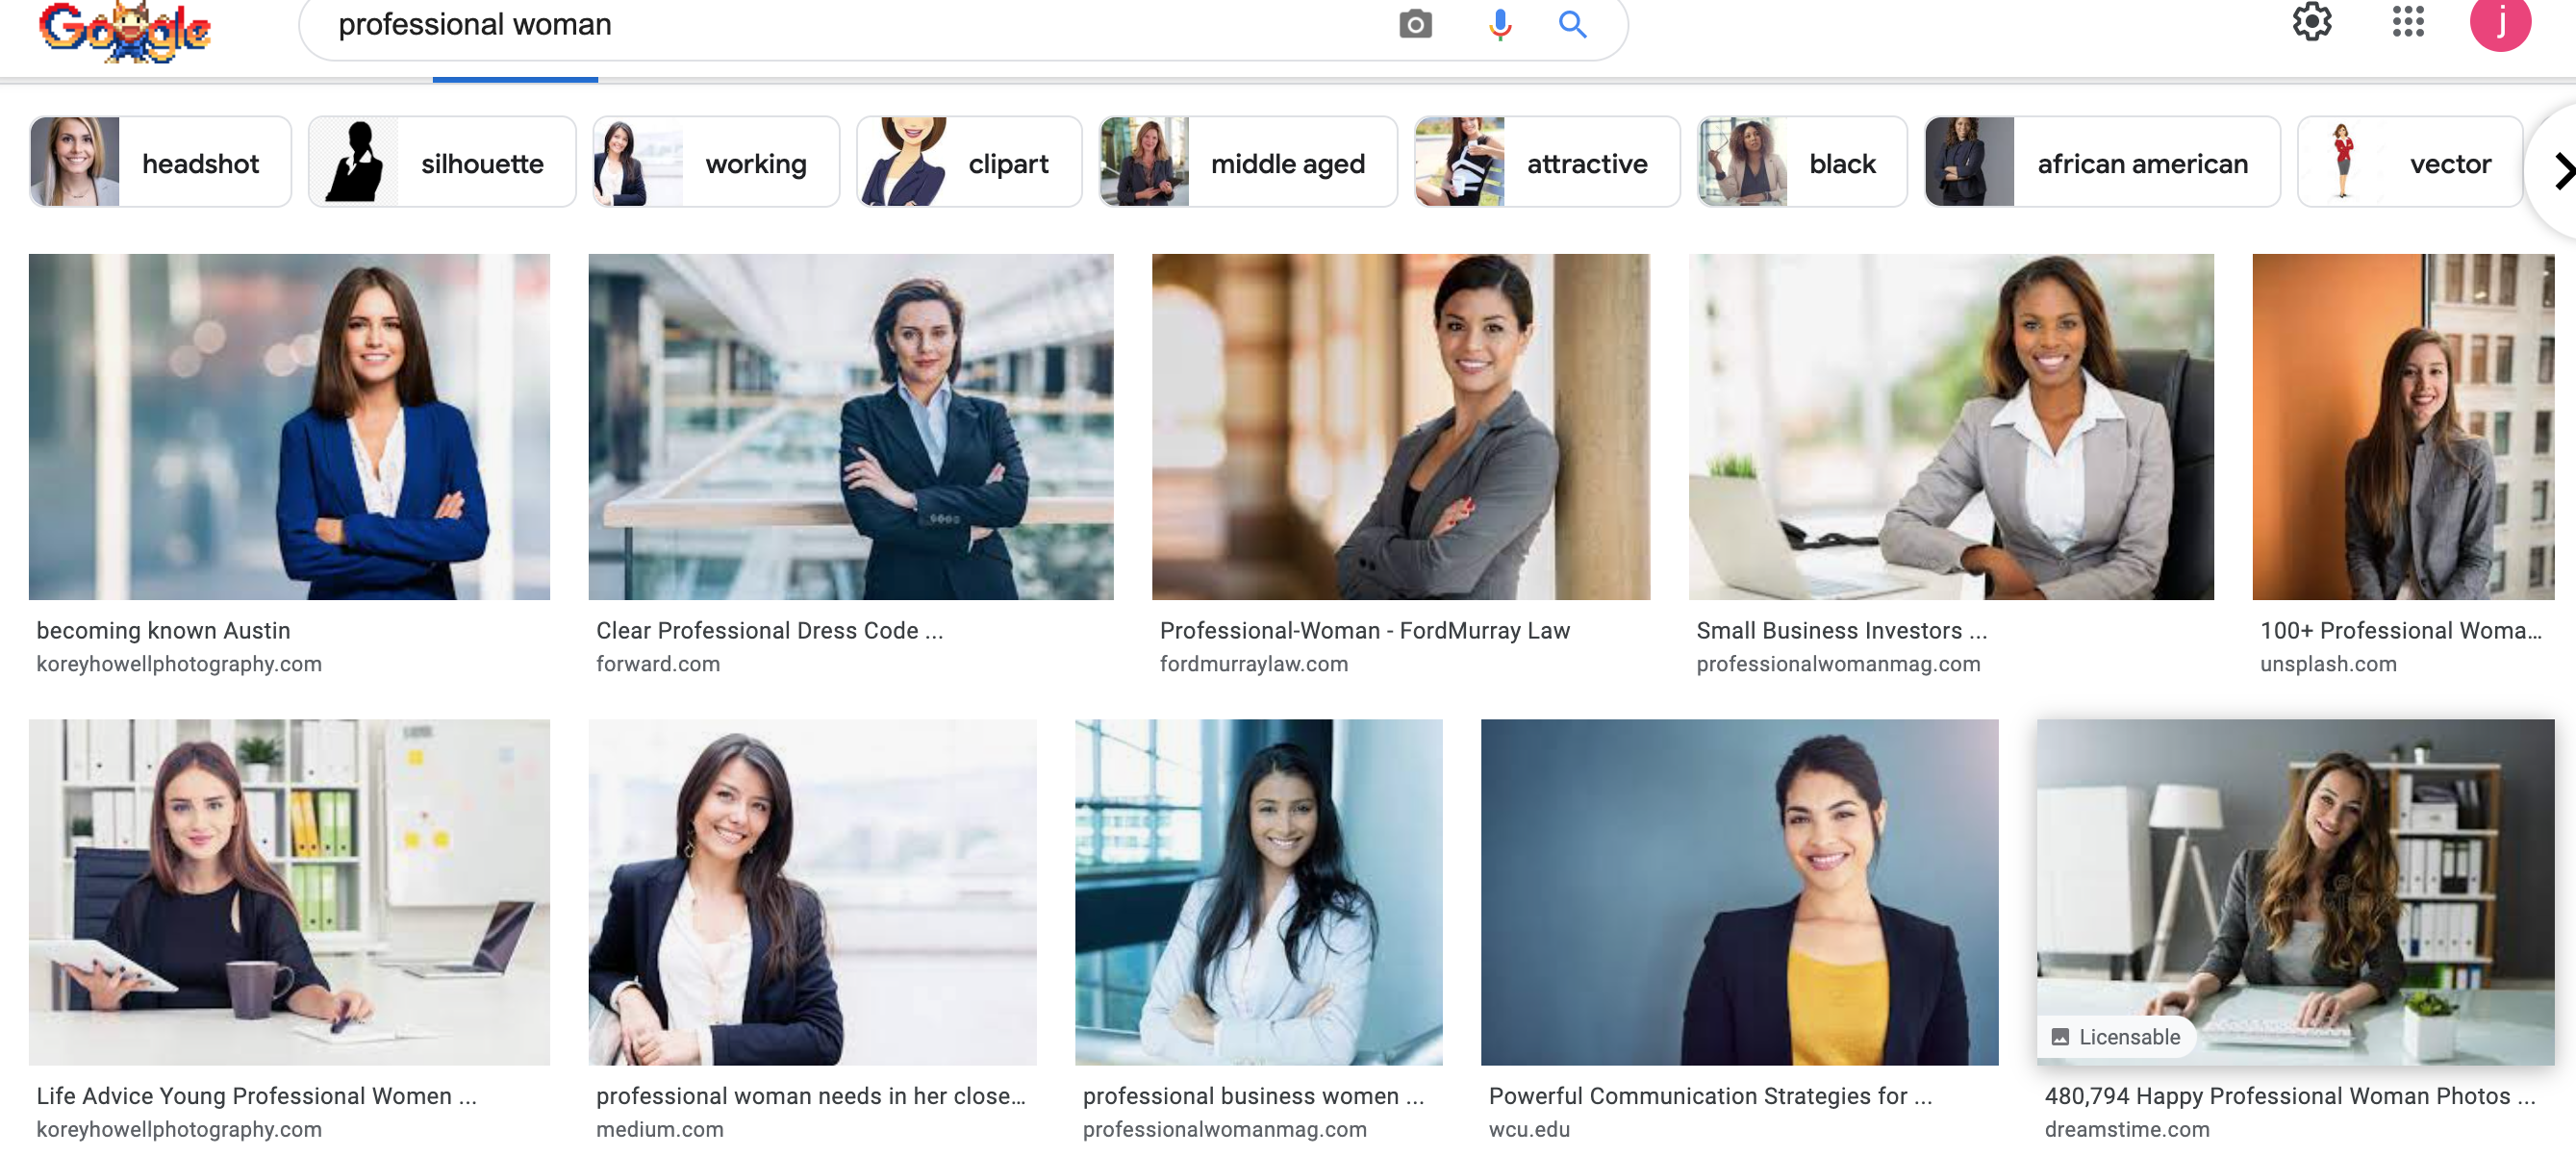 Google
professional woman
j
headshot
silhouette
working
clipart
middle aged
attractive
black
african american
vector
becoming known Austin
koreyhowellphotography.com
Clear Professional Dress Code ...
forward.com
Professional-Woman - FordMurray Law
fordmurraylaw.com
Small Business Investors ...
professionalwomanmag.com
100+ Professional Woma...
unsplash.com
Licensable
Life Advice Young Professional Women ...
koreyhowellphotography.com
professional woman needs in her close...
medium.com
professional business women ...
professionalwomanmag.com
Powerful Communication Strategies for ...
wcu.edu
480,794 Happy Professional Woman Photos ...
dreamstime.com